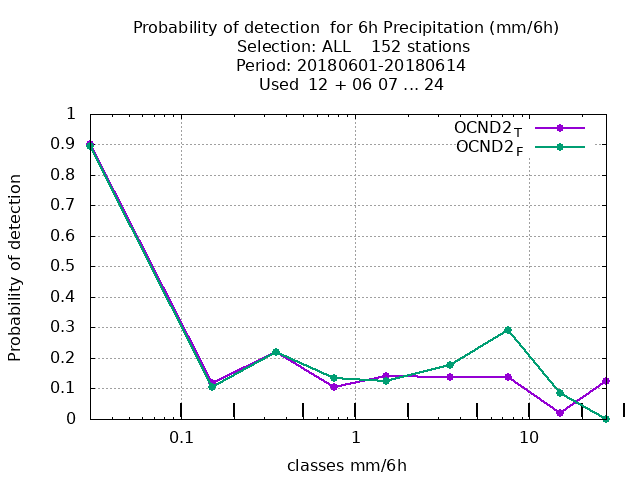 Probability of detection  for 6h Precipitation (mm/6h)
Selection: ALL    152 stations
Period: 20180601-20180614
Used  12 + 06 07 ... 24
OCND2_T
OCND2_F
1
0.9
0.8
0.7
0.6
0.5
0.4
0.3
0.2
0.1
0
Probability of detection
0.1 1 10
classes mm/6h